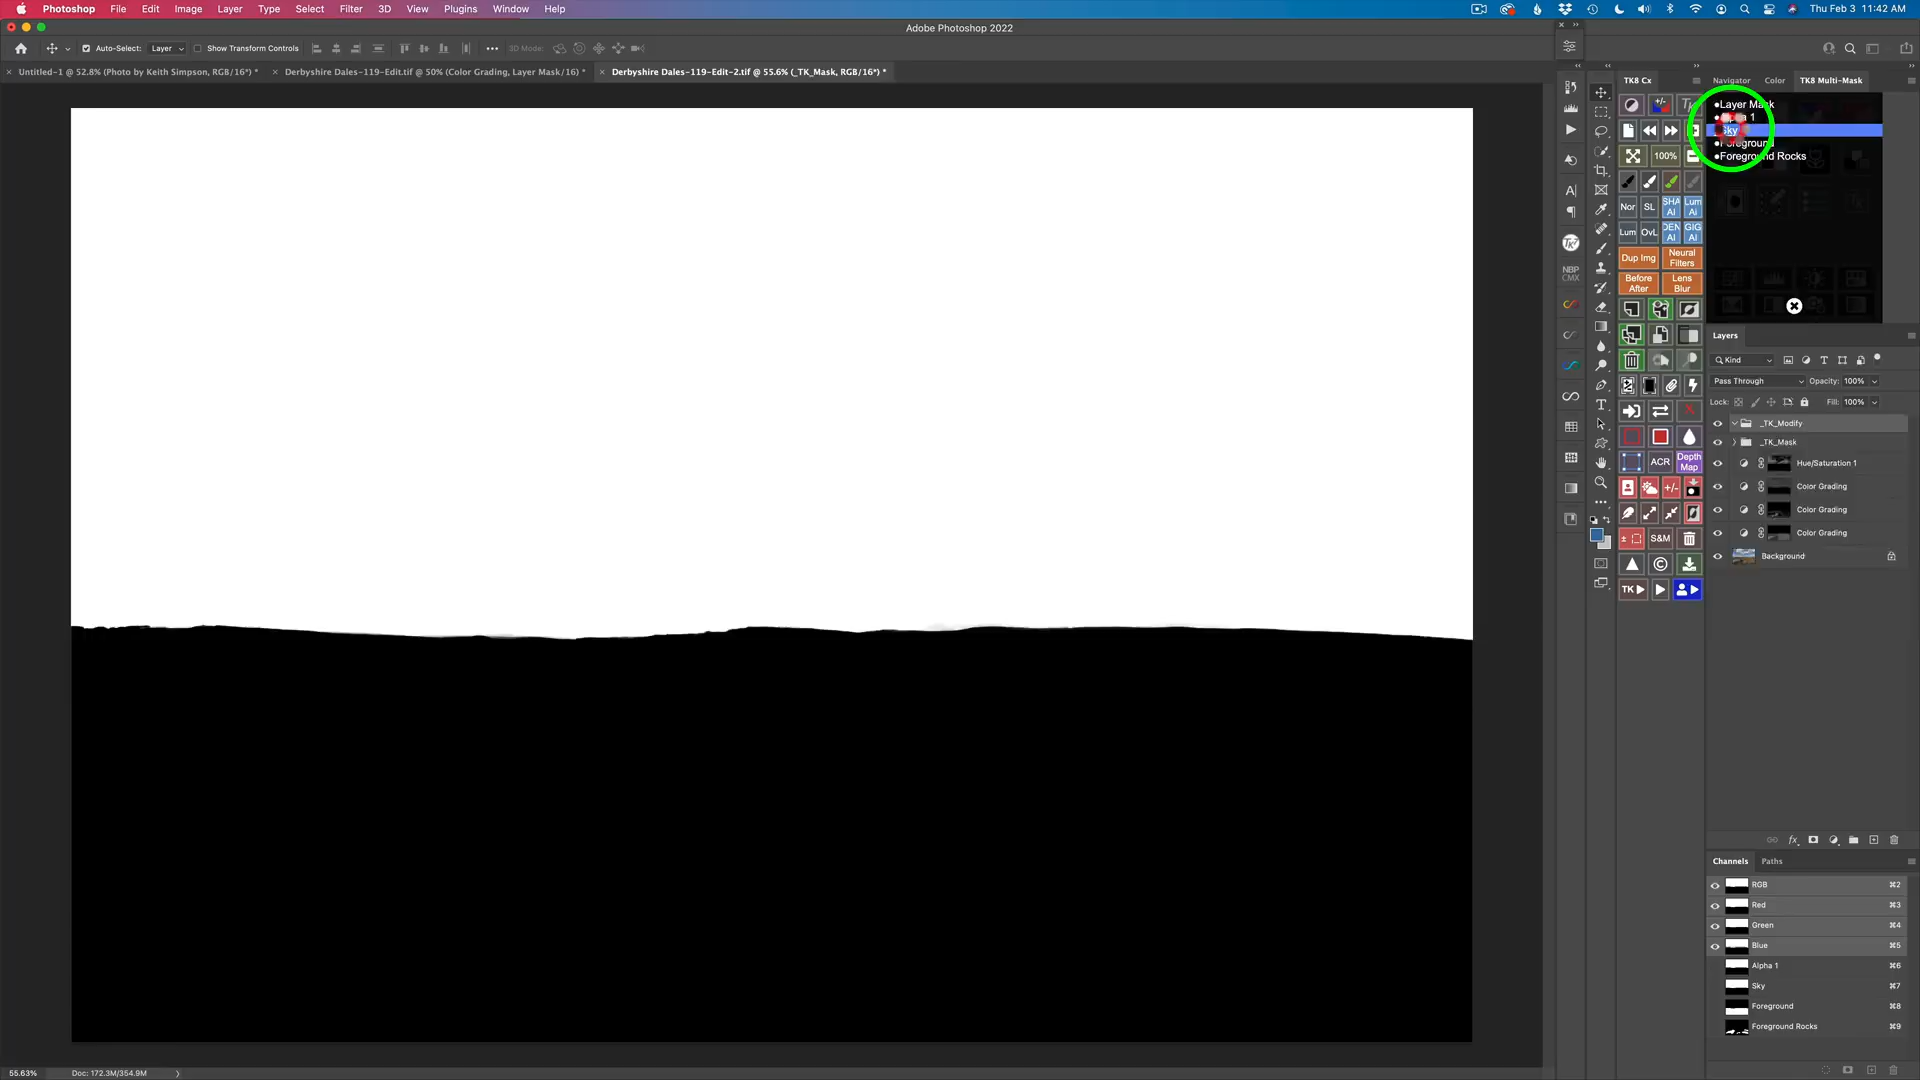 Photoshop File Edit Image Layer Type Select Filter 3D View Plugins Window Help Thu Feb 3 11:42 AM
Adobe Photoshop 2022
Auto-Select: Layer Show Transform Controls 3D Mode:
Untitled-1 @ 52.8% (Photo by Keith Simpson, RGB/16*) * Derbyshire Dales-119-Edit.tif @ 50% (Color Grading, Layer Mask/16) * Derbyshire Dales-119-Edit-2.tif @ 55.6% (_TK_Mask, RGB/16*) *
TK8 Cx Navigator Color TK8 Multi-Mask
Layer Mask
Sky
Foreground
Foreground Rocks
100%
Nor SL SHA AI Lum AI
Lum OvL DEN AI GIG AI
Dup Img Neural Filters
Before After Lens Blur
NBP
CMX
ACR Depth Map
S&M
TK
Layers
Kind
Pass Through Opacity: 100%
Lock: Fill: 100%
_TK_Modify
_TK_Mask
Hue/Saturation 1
Color Grading
Color Grading
Color Grading
Background
Channels Paths
RGB ⌘2
Red ⌘3
Green ⌘4
Blue ⌘5
Alpha 1 ⌘6
Sky ⌘7
Foreground ⌘8
Foreground Rocks ⌘9
55.63% Doc: 172.3M/354.9M